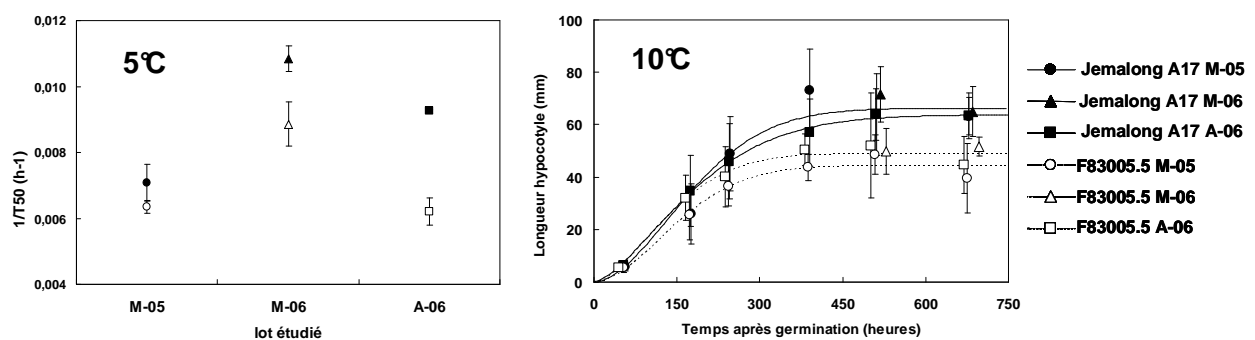 0,012
0,010
0,008
0,006
0,004
1/T50 (h-1)
5°C
M-05
M-06
A-06
lot étudié
100
80
60
40
20
0
Longueur hypocotyle (mm)
10°C
0
150
300
450
600
750
Temps après germination (heures)
Jemalong A17 M-05
Jemalong A17 M-06
Jemalong A17 A-06
F83005.5 M-05
F83005.5 M-06
F83005.5 A-06